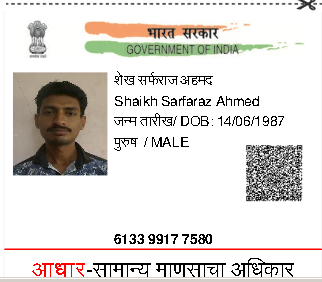 भारत सरकार
GOVERNMENT OF INDIA
शेख सर्फराज अहमद
Shaikh Sarfaraz Ahmed
जन्म तारीख/ DOB: 14/06/1987
पुरुष / MALE
6133 9917 7580
आधार-सामान्य माणसाचा अधिकार